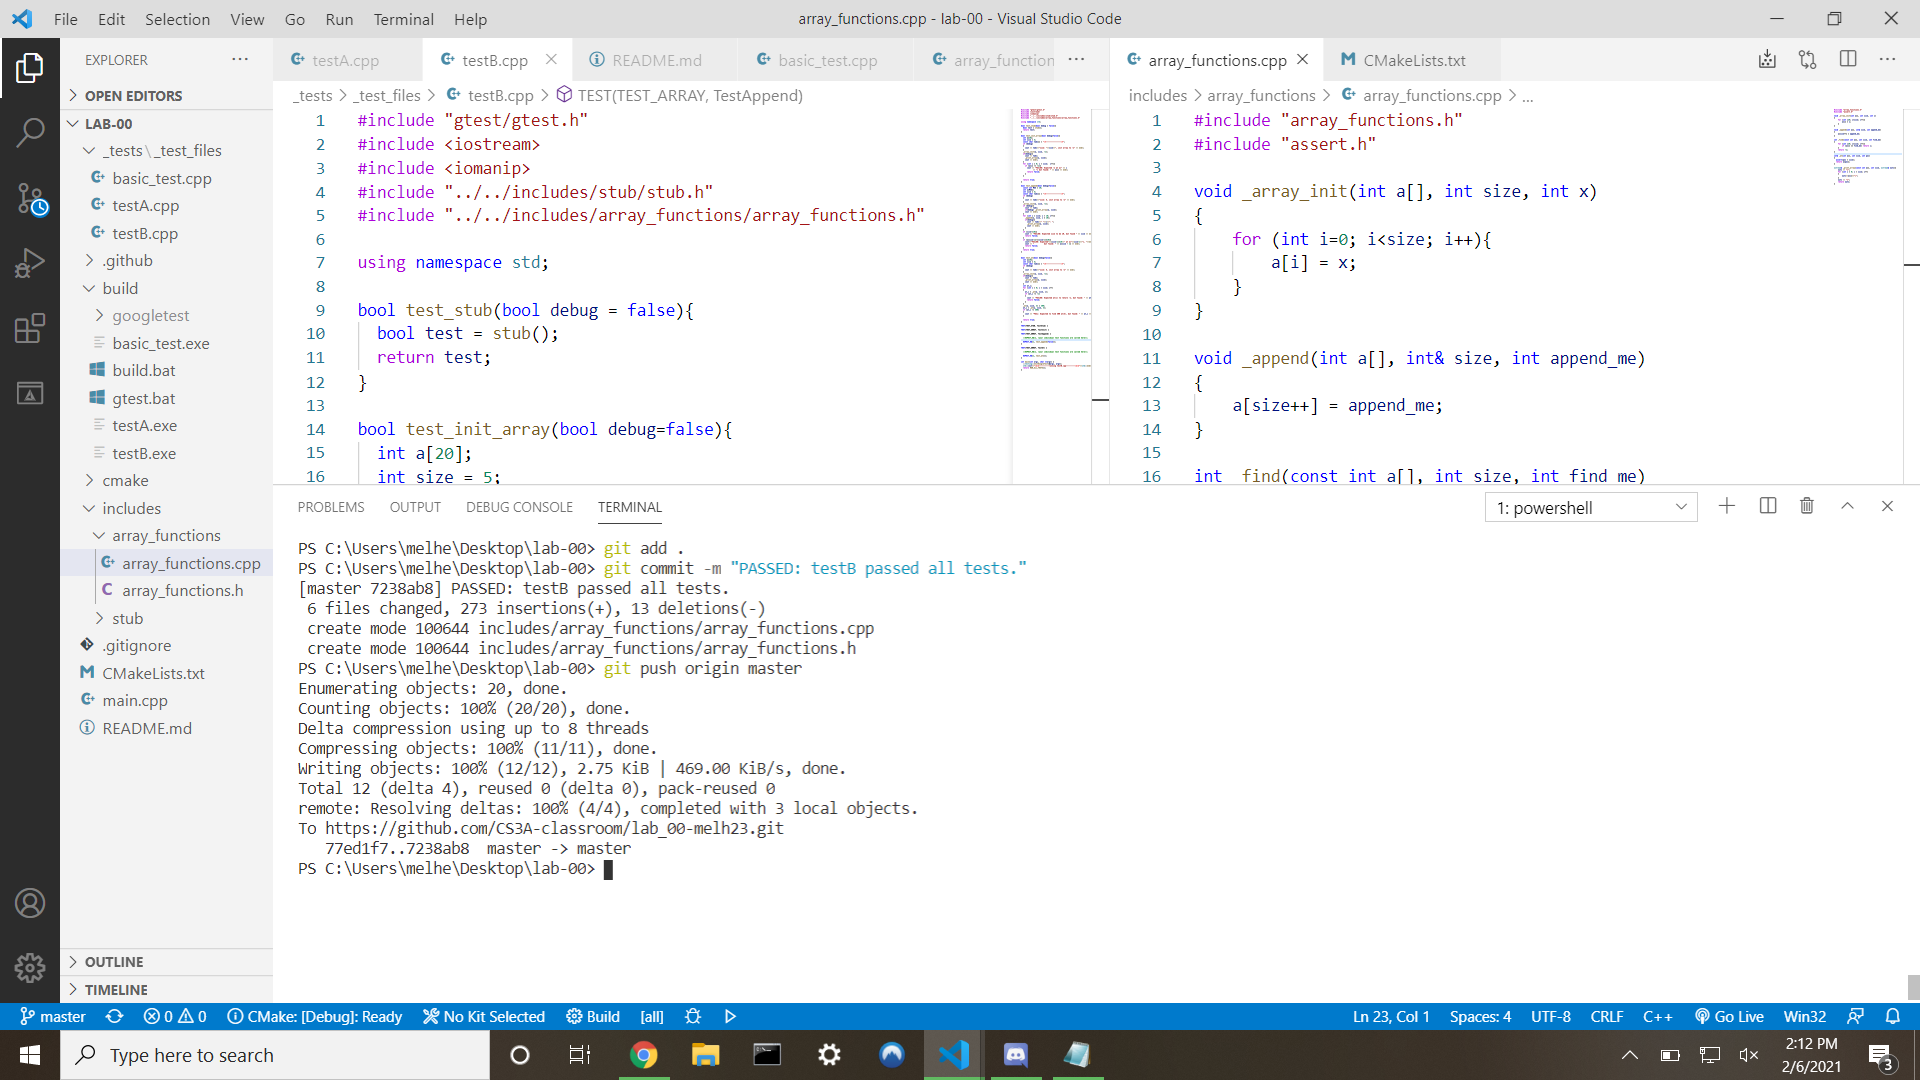 File Edit Selection View Go Run Terminal Help
array_functions.cpp - lab-00 - Visual Studio Code
EXPLORER
OPEN EDITORS
LAB-00
_tests\_test_files
basic_test.cpp
testA.cpp
testB.cpp
.github
build
googletest
basic_test.exe
build.bat
gtest.bat
testA.exe
testB.exe
cmake
includes
array_functions
array_functions.cpp
array_functions.h
stub
.gitignore
CMakeLists.txt
main.cpp
README.md
OUTLINE
TIMELINE
testA.cpp testB.cpp README.md basic_test.cpp array_function
_tests > _test_files > testB.cpp > TEST(TEST_ARRAY, TestAppend)
1 #include "gtest/gtest.h"
2 #include <iostream>
3 #include <iomanip>
4 #include "../../includes/stub/stub.h"
5 #include "../../includes/array_functions/array_functions.h"
6
7 using namespace std;
8
9 bool test_stub(bool debug = false){
10 bool test = stub();
11 return test;
12 }
13
14 bool test_init_array(bool debug=false){
15 int a[20];
16 int size = 5;
array_functions.cpp CMakeLists.txt
includes > array_functions > array_functions.cpp > ...
1 #include "array_functions.h"
2 #include "assert.h"
3
4 void _array_init(int a[], int size, int x)
5 {
6 for (int i=0; i<size; i++){
7 a[i] = x;
8 }
9 }
10
11 void _append(int a[], int& size, int append_me)
12 {
13 a[size++] = append_me;
14 }
15
16 int _find(const int a[], int size, int find_me)
PROBLEMS OUTPUT DEBUG CONSOLE TERMINAL
1: powershell
PS C:\Users\melhe\Desktop\lab-00> git add .
PS C:\Users\melhe\Desktop\lab-00> git commit -m "PASSED: testB passed all tests."
[master 7238ab8] PASSED: testB passed all tests.
6 files changed, 273 insertions(+), 13 deletions(-)
create mode 100644 includes/array_functions/array_functions.cpp
create mode 100644 includes/array_functions/array_functions.h
PS C:\Users\melhe\Desktop\lab-00> git push origin master
Enumerating objects: 20, done.
Counting objects: 100% (20/20), done.
Delta compression using up to 8 threads
Compressing objects: 100% (11/11), done.
Writing objects: 100% (12/12), 2.75 KiB | 469.00 KiB/s, done.
Total 12 (delta 4), reused 0 (delta 0), pack-reused 0
remote: Resolving deltas: 100% (4/4), completed with 3 local objects.
To https://github.com/CS3A-classroom/lab_00-melh23.git
77ed1f7..7238ab8 master -> master
PS C:\Users\melhe\Desktop\lab-00>
master 0 0 CMake: [Debug]: Ready No Kit Selected Build [all] Ln 23, Col 1 Spaces: 4 UTF-8 CRLF C++ Go Live Win32
Type here to search
2:12 PM
2/6/2021
3